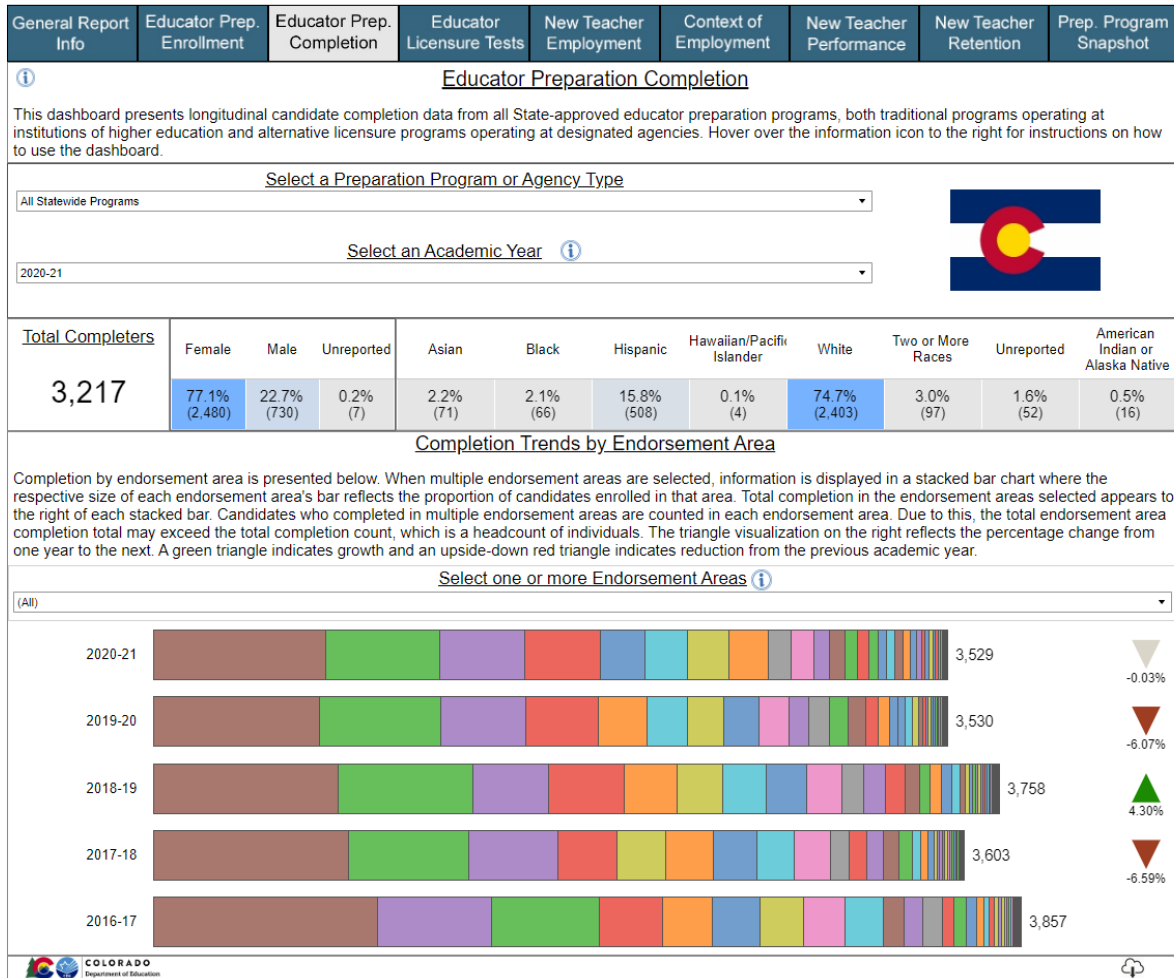 General Report Info
Educator Prep. Enrollment
Educator Prep. Completion
Educator Licensure Tests
New Teacher Employment
Context of Employment
New Teacher Performance
New Teacher Retention
Prep. Program Snapshot
Educator Preparation Completion
This dashboard presents longitudinal candidate completion data from all State-approved educator preparation programs, both traditional programs operating at
institutions of higher education and alternative licensure programs operating at designated agencies. Hover over the information icon to the right for instructions on how
to use the dashboard.
Select a Preparation Program or Agency Type
All Statewide Programs
Select an Academic Year
2020-21
Total Completers
3,217
Female Male Unreported
77.1% 22.7% 0.2%
(2,480) (730) (7)
Asian Black Hispanic Hawaiian/Pacific Islander White Two or More Races Unreported American Indian or Alaska Native
2.2% 2.1% 15.8% 0.1% 74.7% 3.0% 1.6% 0.5%
(71) (66) (508) (4) (2,403) (97) (52) (16)
Completion Trends by Endorsement Area
Completion by endorsement area is presented below. When multiple endorsement areas are selected, information is displayed in a stacked bar chart where the
respective size of each endorsement area's bar reflects the proportion of candidates enrolled in that area. Total completion in the endorsement areas selected appears to
the right of each stacked bar. Candidates who completed in multiple endorsement areas are counted in each endorsement area. Due to this, the total endorsement area
completion total may exceed the total completion count, which is a headcount of individuals. The triangle visualization on the right reflects the percentage change from
one year to the next. A green triangle indicates growth and an upside-down red triangle indicates reduction from the previous academic year.
Select one or more Endorsement Areas
(All)
2020-21 3,529 -0.03%
2019-20 3,530 -6.07%
2018-19 3,758 4.30%
2017-18 3,603 -6.59%
2016-17 3,857
COLORADO
Department of Education